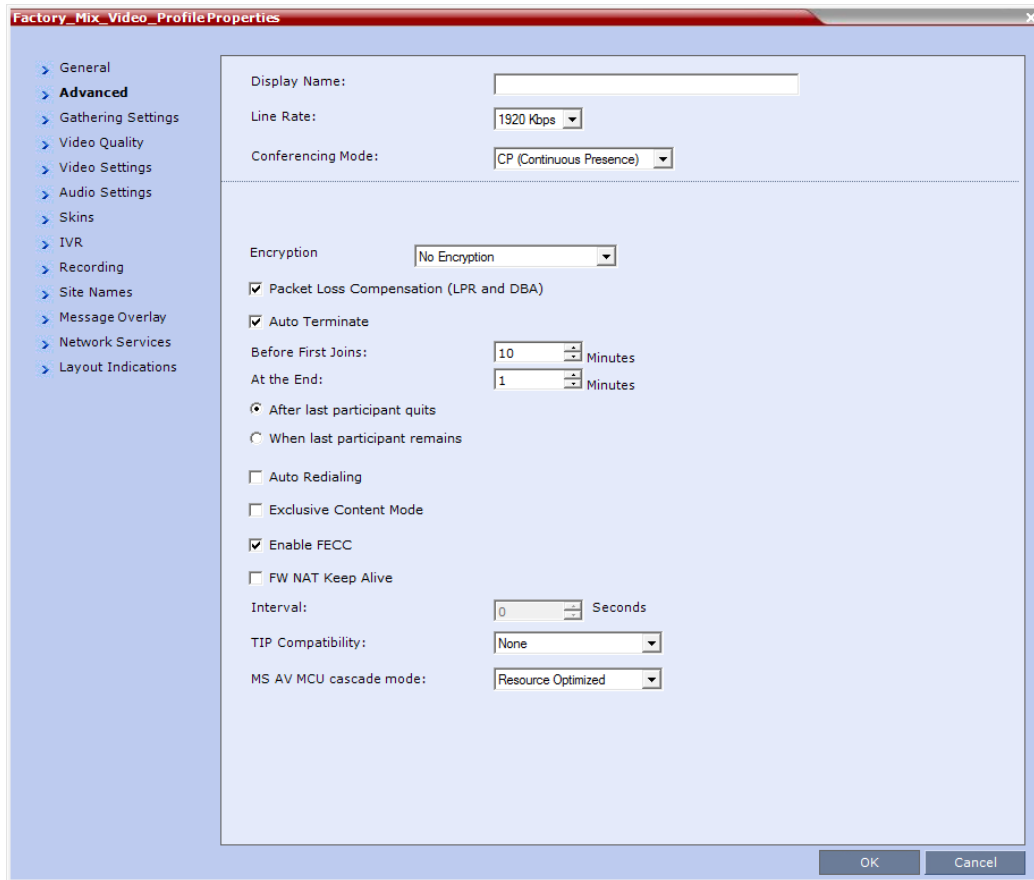 Factory_Mix_Video_Profile Properties
General
Advanced
Gathering Settings
Video Quality
Video Settings
Audio Settings
Skins
IVR
Recording
Site Names
Message Overlay
Network Services
Layout Indications
Display Name:
Line Rate: 1920 Kbps
Conferencing Mode: CP (Continuous Presence)
Encryption No Encryption
Packet Loss Compensation (LPR and DBA)
Auto Terminate
Before First Joins: 10 Minutes
At the End: 1 Minutes
After last participant quits
When last participant remains
Auto Redialing
Exclusive Content Mode
Enable FECC
FW NAT Keep Alive
Interval: 0 Seconds
TIP Compatibility: None
MS AV MCU cascade mode: Resource Optimized
OK Cancel